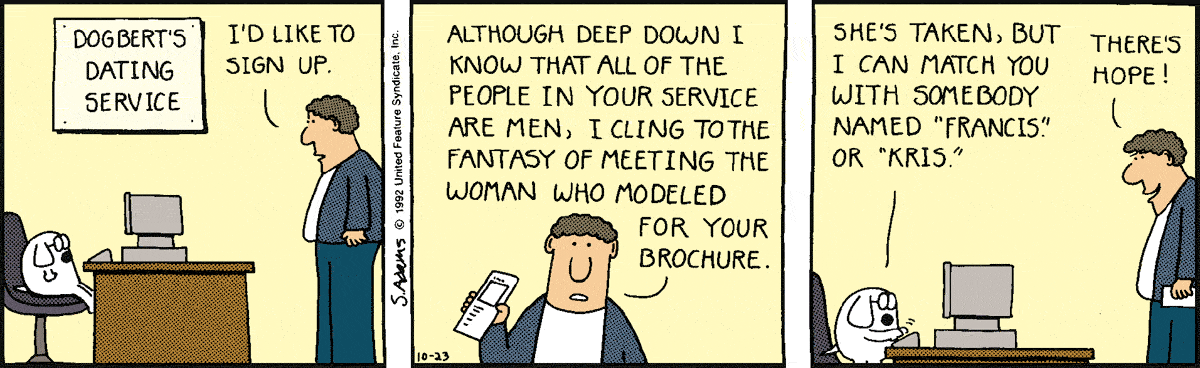 DOGBERT'S
DATING
SERVICE
I'D LIKE TO
SIGN UP.
S.Adams © 1992 United Feature Syndicate, Inc.
ALTHOUGH DEEP DOWN I
KNOW THAT ALL OF THE
PEOPLE IN YOUR SERVICE
ARE MEN, I CLING TO THE
FANTASY OF MEETING THE
WOMAN WHO MODELED
FOR YOUR
BROCHURE.
10-23
SHE'S TAKEN, BUT
I CAN MATCH YOU
WITH SOMEBODY
NAMED "FRANCIS."
OR "KRIS."
THERE'S
HOPE!